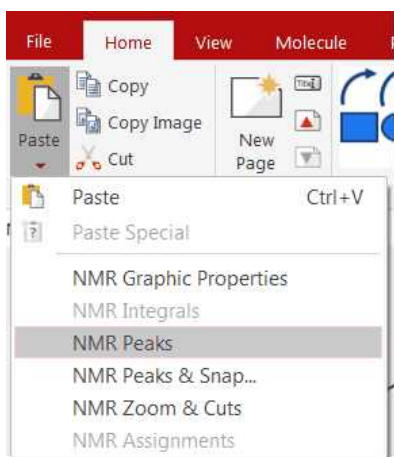 File Home View Molecule
Copy
Copy Image
Cut
Paste
New
Page
Title
Paste Ctrl+V
Paste Special
NMR Graphic Properties
NMR Integrals
NMR Peaks
NMR Peaks & Snap...
NMR Zoom & Cuts
NMR Assignments